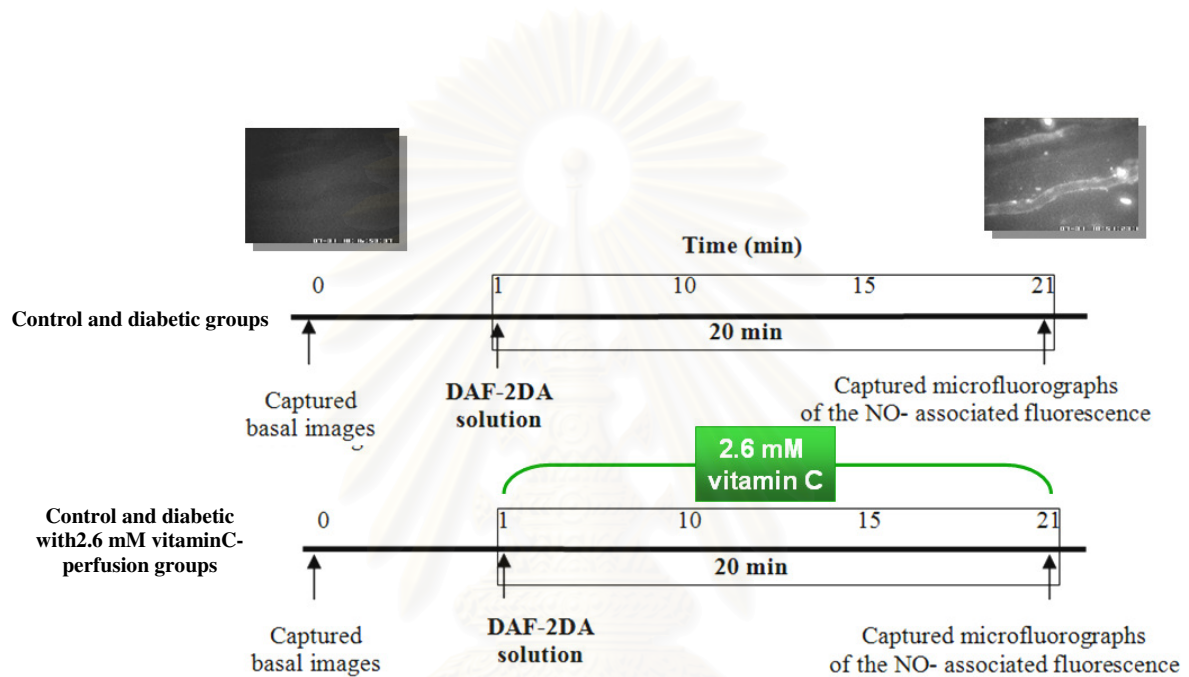 Time (min)
0 1 10 15 21
Control and diabetic groups
20 min
Captured
basal images
DAF-2DA
solution
Captured microfluorographs
of the NO- associated fluorescence
2.6 mM
vitamin C
Control and diabetic
with2.6 mM vitaminC-
perfusion groups
0 1 10 15 21
20 min
Captured
basal images
DAF-2DA
solution
Captured microfluorographs
of the NO- associated fluorescence